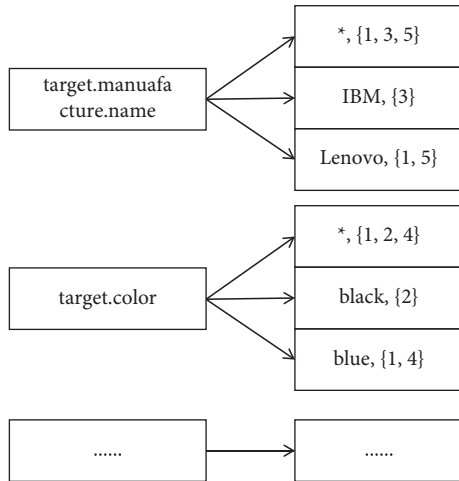 target.manuafa
cture.name
*, {1, 3, 5}
IBM, {3}
Lenovo, {1, 5}
target.color
*, {1, 2, 4}
black, {2}
blue, {1, 4}
......
......